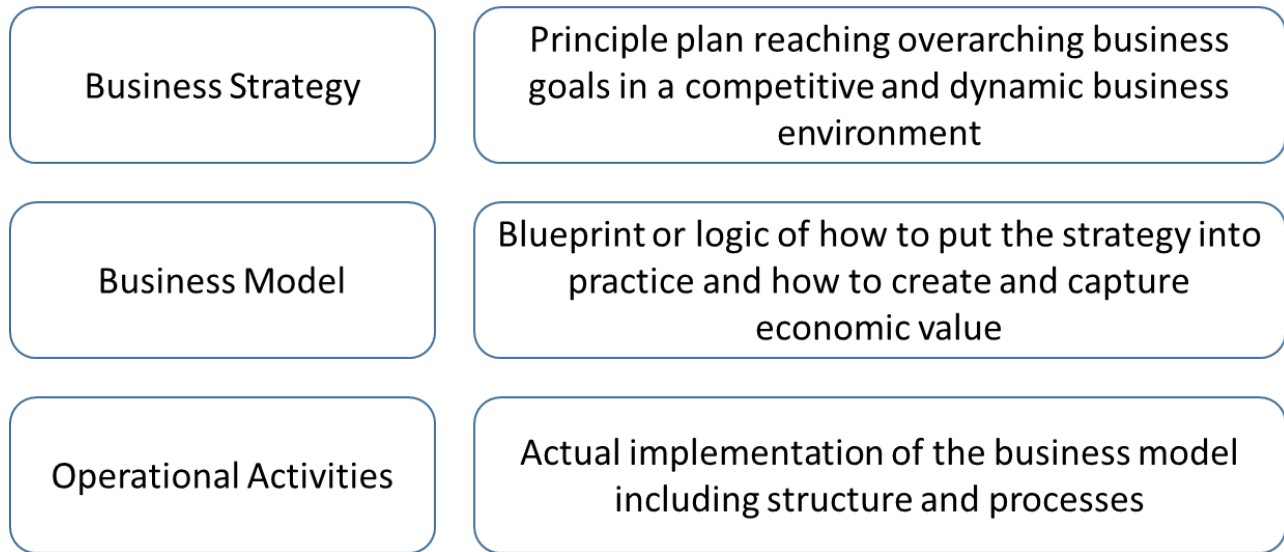 Business Strategy
Principle plan reaching overarching business
goals in a competitive and dynamic business
environment
Business Model
Blueprint or logic of how to put the strategy into
practice and how to create and capture
economic value
Operational Activities
Actual implementation of the business model
including structure and processes